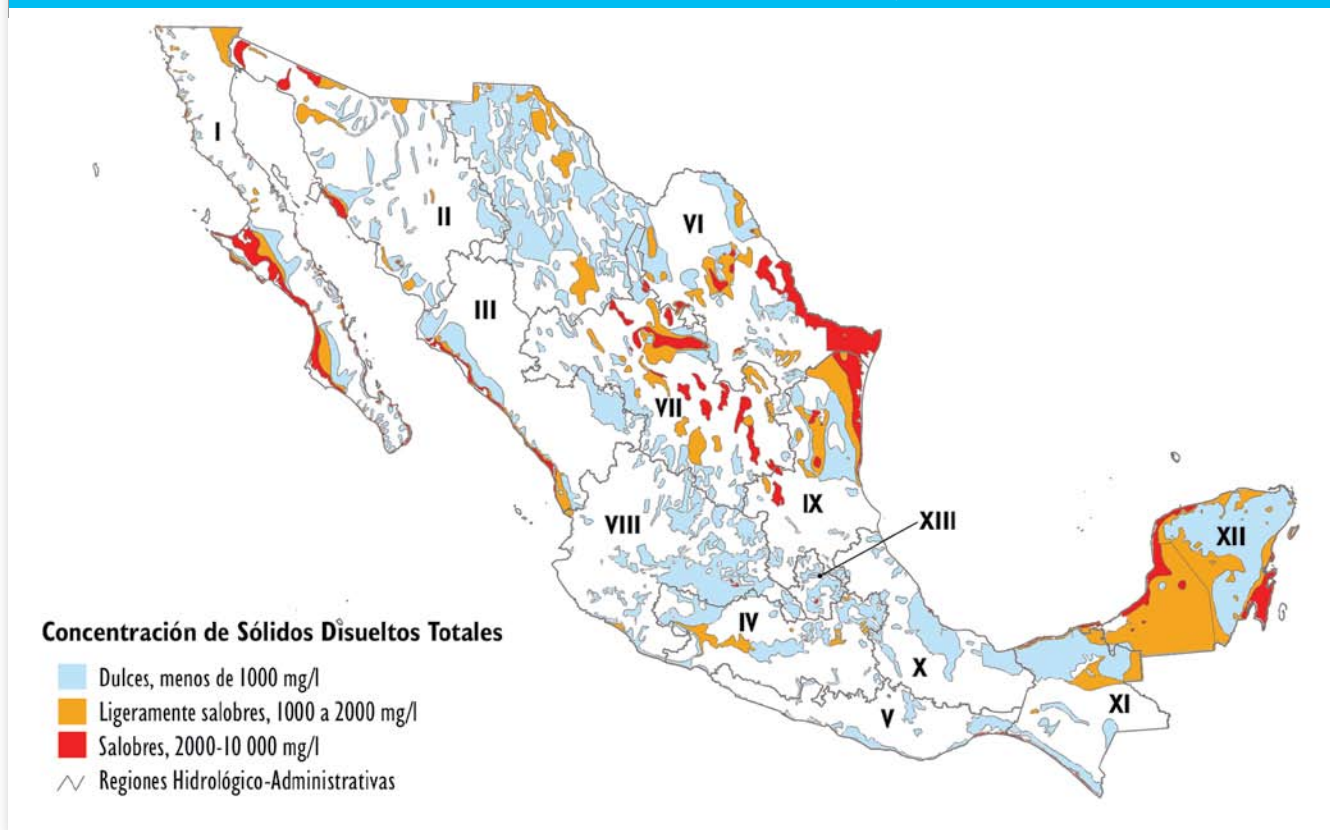 I
II
VI
III
VII
IX
VIII
XIII
XII
IV
X
XI
V
Concentración de Sólidos Disueltos Totales
Dulces, menos de 1000 mg/l
Ligeramente salobres, 1000 a 2000 mg/l
Salobres, 2000-10 000 mg/l
Regiones Hidrológico-Administrativas